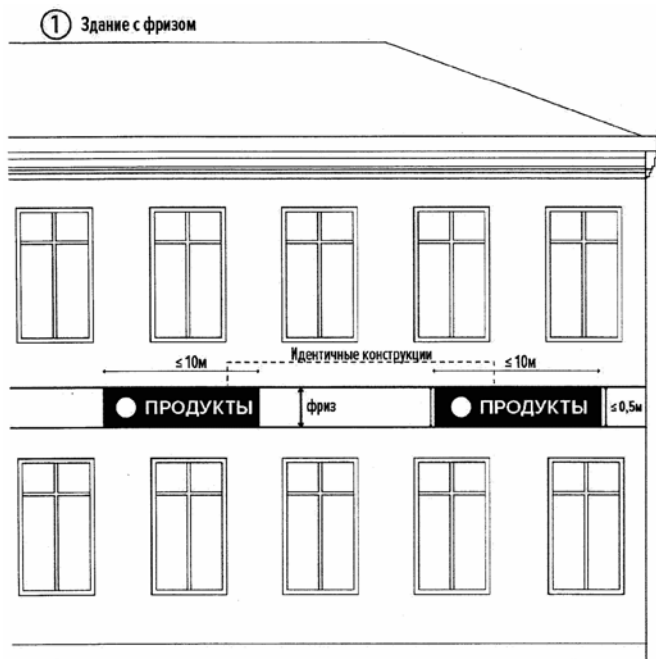 1 Здание с фризом
Идентичные конструкции
≤ 10м
≤ 10м
ПРОДУКТЫ
фриз
ПРОДУКТЫ
≤ 0,5м